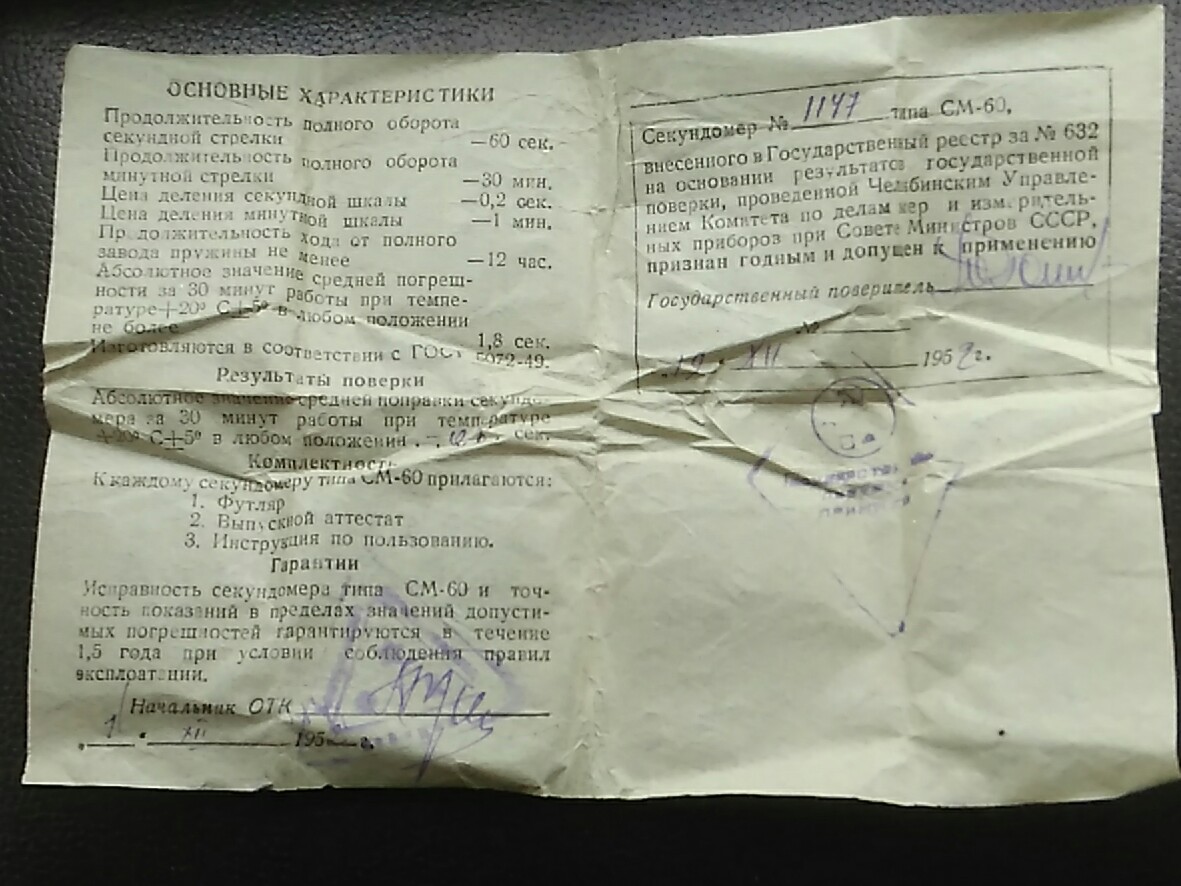 ОСНОВНЫЕ ХАРАКТЕРИСТИКИ
Продолжительность полного оборота
секундной стрелки —60 сек.
Продолжительность полного оборота
минутной стрелки —30 мин.
Цена деления секундной шкалы —0,2 сек.
Цена деления минутной шкалы —1 мин.
Продолжительность хода от полного
завода пружины не менее —12 час.
Абсолютное значение средней погреш-
ности за 30 минут работы при темпе-
ратуре+20° С±5° в любом положении
не более 1,8 сек.
Изготовляются в соответствии с ГОСТ 5072-49.
Результаты поверки
Абсолютное значение средней поправки секундо-
мера за 30 минут работы при температуре
+20° С±5° в любом положении сек.
Комплектность
К каждому секундомеру типа СМ-60 прилагаются:
1. Футляр
2. Выпускной аттестат
3. Инструкция по пользованию.
Гарантии
Исправность секундомера типа СМ-60 и точ-
ность показаний в пределах значений допусти-
мых погрешностей гарантируются в течение
1,5 года при условии соблюдения правил
эксплоатации.
Начальник ОТК
„ 1 " XII 195 г.
Секундомер № 1147 типа СМ-60,
внесенного в Государственный реестр за № 632
на основании результатов государственной
поверки, проведенной Челябинским Управле-
нием Комитета по делам мер и измеритель-
ных приборов при Совете Министров СССР,
признан годным и допущен к применению
Государственный поверитель
№
12 XII 1952 г.